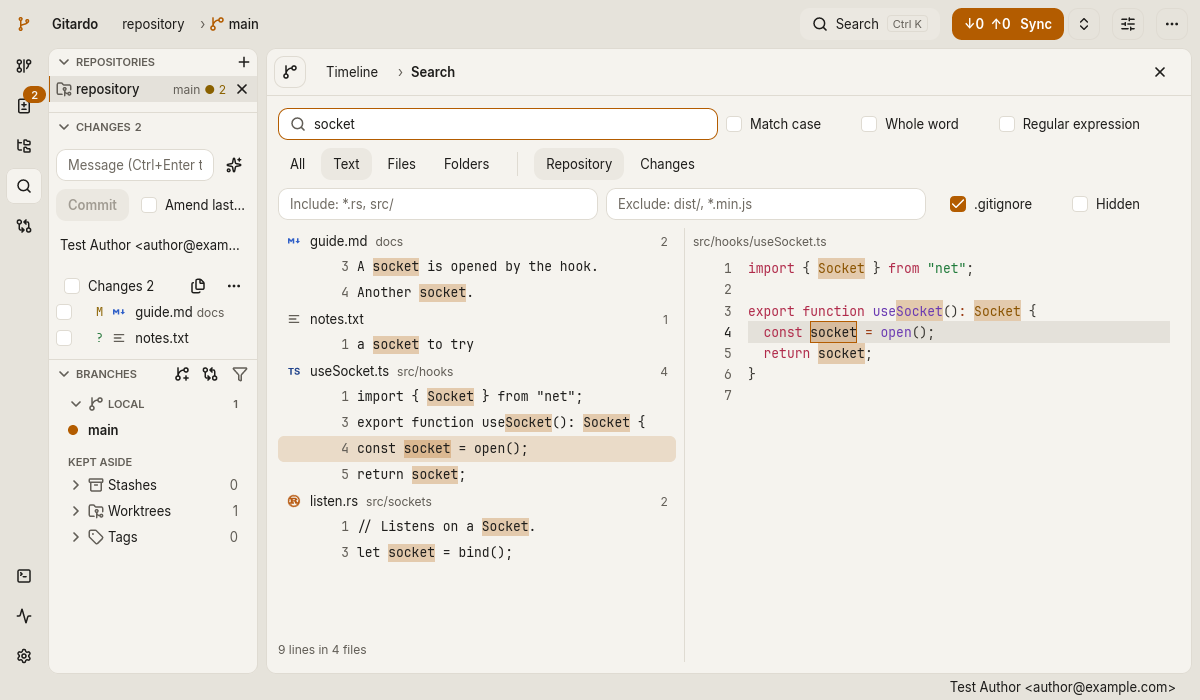 Gitardo repository › main Search Ctrl K ↓0 ↑0 Sync
REPOSITORIES
repository main 2
2
CHANGES 2
Message (Ctrl+Enter t
Commit Amend last...
Test Author <author@exam...
Changes 2
M M↓ guide.md docs
? notes.txt
BRANCHES
LOCAL 1
main
KEPT ASIDE
Stashes 0
Worktrees 1
Tags 0
Timeline › Search
socket Match case Whole word Regular expression
All Text Files Folders Repository Changes
Include: *.rs, src/ Exclude: dist/, *.min.js .gitignore Hidden
M↓ guide.md docs 2
3 A socket is opened by the hook.
4 Another socket.
notes.txt 1
1 a socket to try
TS useSocket.ts src/hooks 4
1 import { Socket } from "net";
3 export function useSocket(): Socket {
4 const socket = open();
5 return socket;
listen.rs src/sockets 2
1 // Listens on a Socket.
3 let socket = bind();
9 lines in 4 files
src/hooks/useSocket.ts
1 import { Socket } from "net";
2
3 export function useSocket(): Socket {
4 const socket = open();
5 return socket;
6 }
7
Test Author <author@example.com>